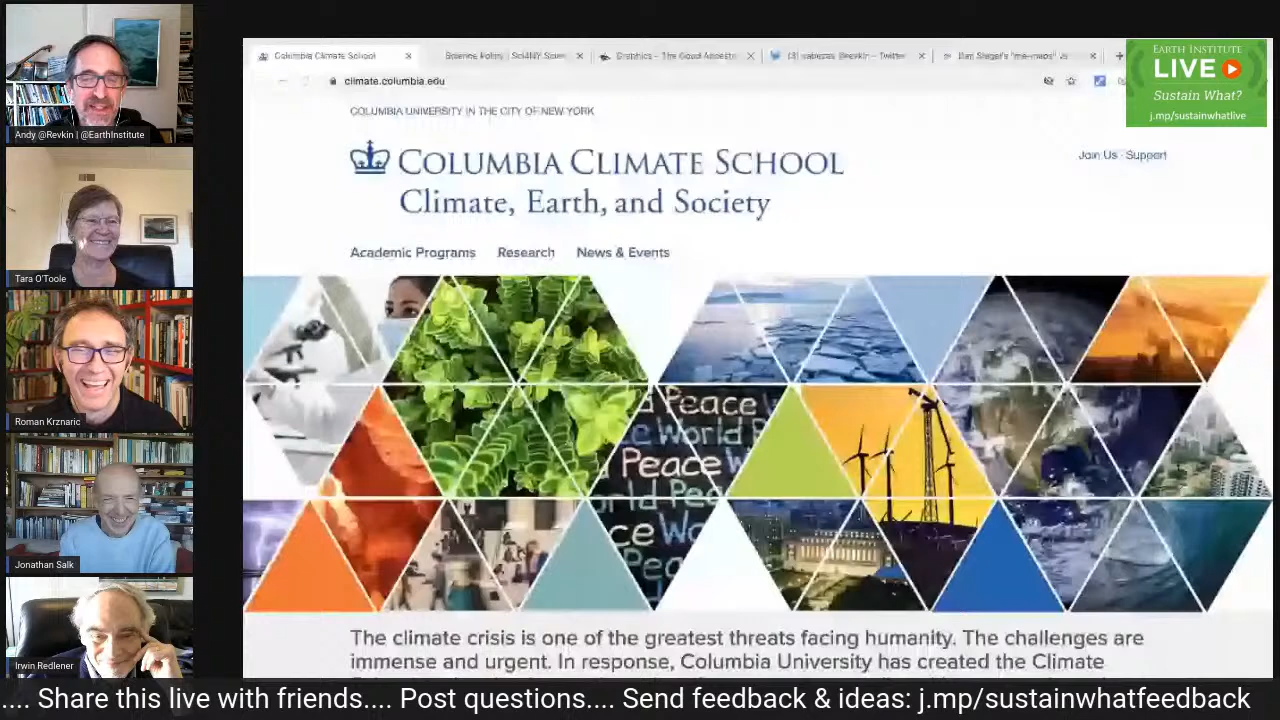 Andy @Revkin | @EarthInstitute
Tara O'Toole
Roman Krznaric
Jonathan Salk
Irwin Redlener
Columbia Climate School
climate.columbia.edu
EARTH INSTITUTE
LIVE
Sustain What?
j.mp/sustainwhatlive
COLUMBIA UNIVERSITY IN THE CITY OF NEW YORK
COLUMBIA CLIMATE SCHOOL
Climate, Earth, and Society
Join Us Support
Academic Programs Research News & Events
Peace
World
Peace
Peace
The climate crisis is one of the greatest threats facing humanity. The challenges are
immense and urgent. In response, Columbia University has created the Climate
.... Share this live with friends.... Post questions.... Send feedback & ideas: j.mp/sustainwhatfeedback